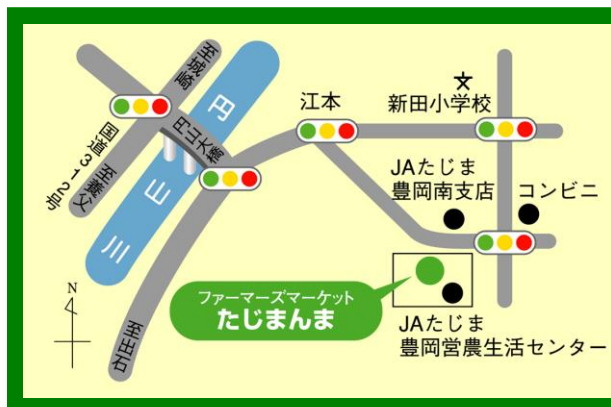 至城崎
円山川
円山大橋
国道312号
至養父
江本
新田小学校
JAたじま
豊岡南支店
コンビニ
N
ファーマーズマーケット
たじまんま
JAたじま
豊岡営農生活センター
至出石